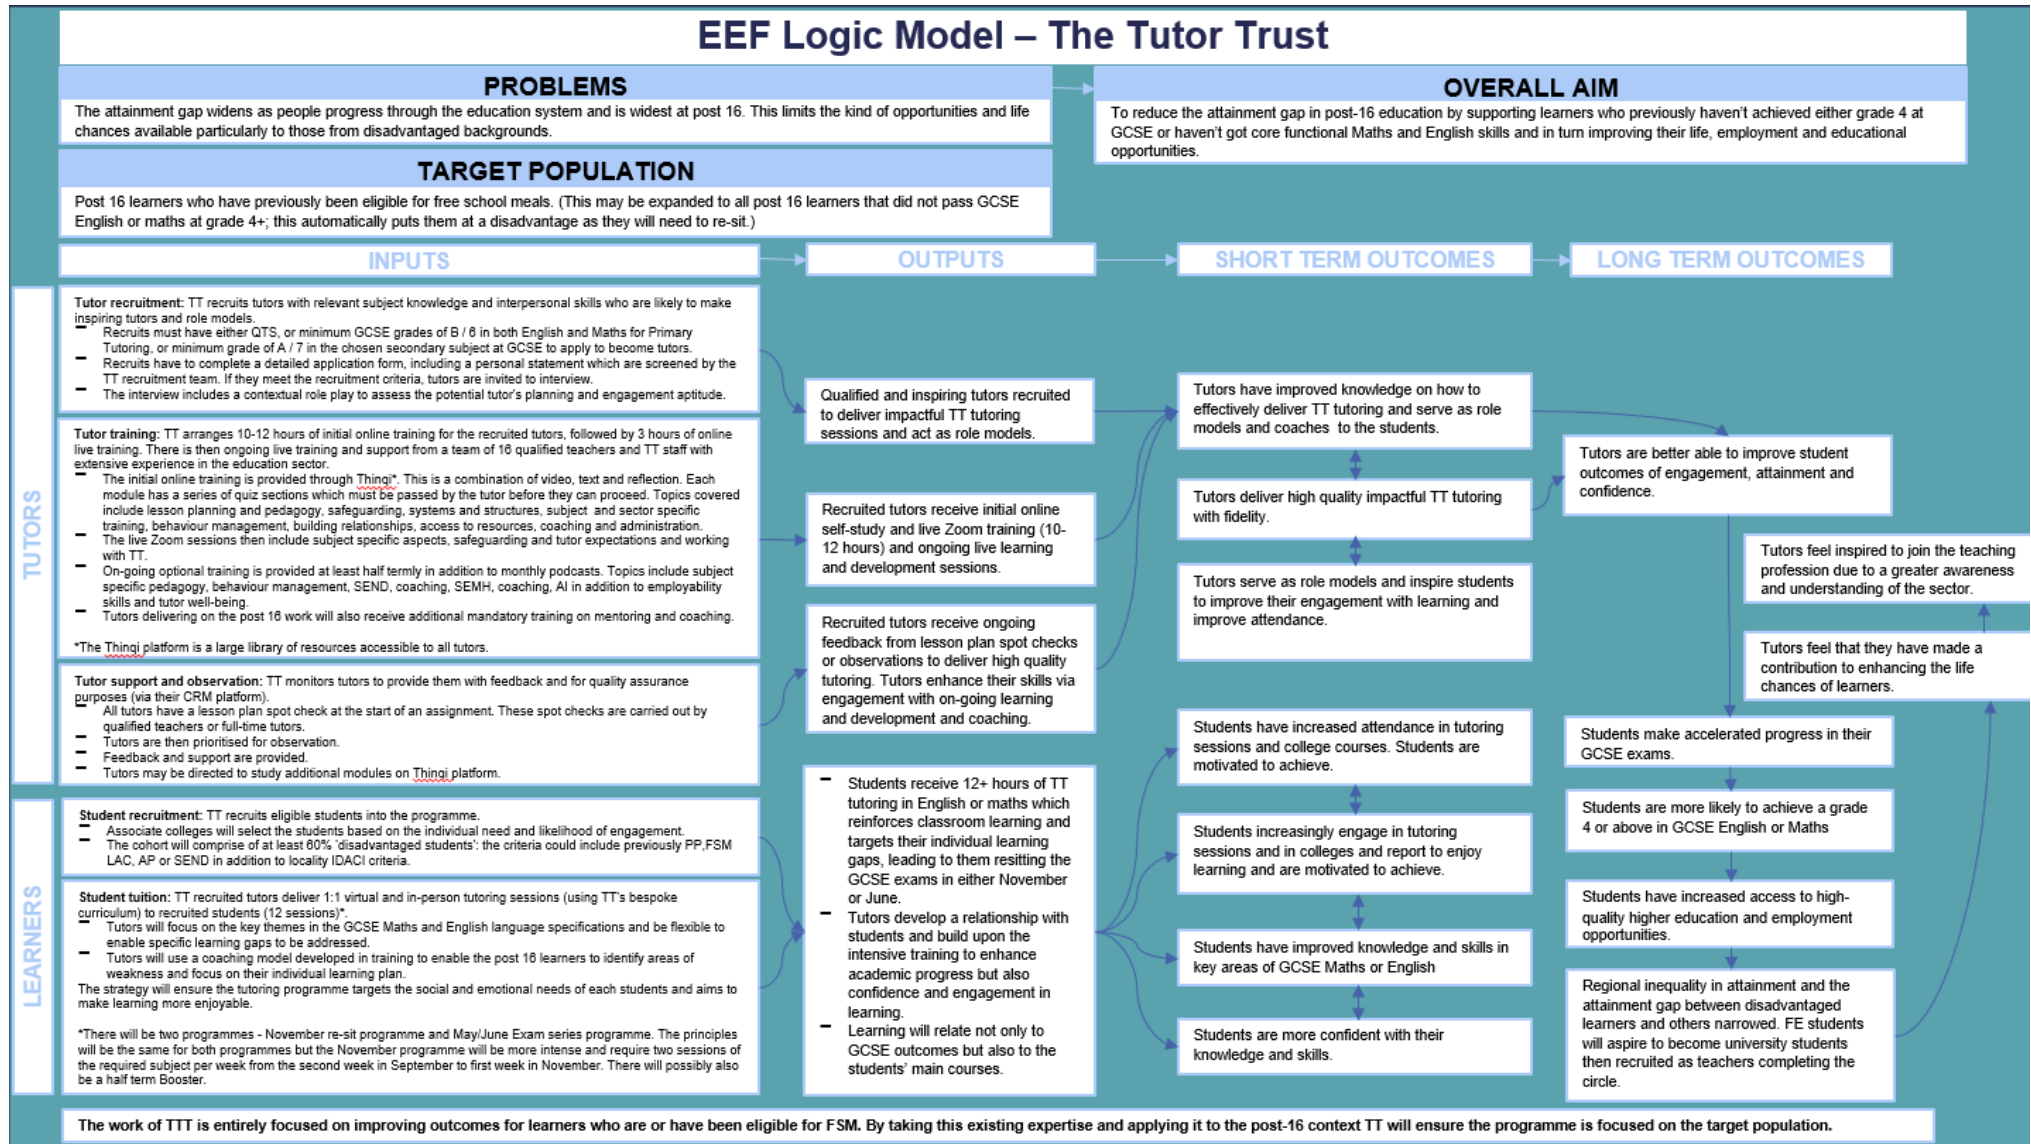 EEF Logic Model – The Tutor Trust
PROBLEMS
The attainment gap widens as people progress through the education system and is widest at post 16. This limits the kind of opportunities and life
chances available particularly to those from disadvantaged backgrounds.
OVERALL AIM
To reduce the attainment gap in post-16 education by supporting learners who previously haven't achieved either grade 4 at
GCSE or haven't got core functional Maths and English skills and in turn improving their life, employment and educational
opportunities.
TARGET POPULATION
Post 16 learners who have previously been eligible for free school meals. (This may be expanded to all post 16 learners that did not pass GCSE
English or maths at grade 4+; this automatically puts them at a disadvantage as they will need to re-sit.)
INPUTS
OUTPUTS
SHORT TERM OUTCOMES
LONG TERM OUTCOMES
TUTORS
Tutor recruitment: TT recruits tutors with relevant subject knowledge and interpersonal skills who are likely to make
inspiring tutors and role models.
– Recruits must have either QTS, or minimum GCSE grades of B / 6 in both English and Maths for Primary
Tutoring, or minimum grade of A / 7 in the chosen secondary subject at GCSE to apply to become tutors.
– Recruits have to complete a detailed application form, including a personal statement which are screened by the
TT recruitment team. If they meet the recruitment criteria, tutors are invited to interview.
– The interview includes a contextual role play to assess the potential tutor's planning and engagement aptitude.
Tutor training: TT arranges 10-12 hours of initial online training for the recruited tutors, followed by 3 hours of online
live training. There is then ongoing live training and support from a team of 16 qualified teachers and TT staff with
extensive experience in the education sector.
– The initial online training is provided through Thinqi*. This is a combination of video, text and reflection. Each
module has a series of quiz sections which must be passed by the tutor before they can proceed. Topics covered
include lesson planning and pedagogy, safeguarding, systems and structures, subject and sector specific
training, behaviour management, building relationships, access to resources, coaching and administration.
– The live Zoom sessions then include subject specific aspects, safeguarding and tutor expectations and working
with TT.
– On-going optional training is provided at least half termly in addition to monthly podcasts. Topics include subject
specific pedagogy, behaviour management, SEND, coaching, SEMH, coaching, AI in addition to employability
skills and tutor well-being.
– Tutors delivering on the post 16 work will also receive additional mandatory training on mentoring and coaching.
*The Thinqi platform is a large library of resources accessible to all tutors.
Tutor support and observation: TT monitors tutors to provide them with feedback and for quality assurance
purposes (via their CRM platform).
– All tutors have a lesson plan spot check at the start of an assignment. These spot checks are carried out by
qualified teachers or full-time tutors.
– Tutors are then prioritised for observation.
– Feedback and support are provided.
– Tutors may be directed to study additional modules on Thinqi platform.
LEARNERS
Student recruitment: TT recruits eligible students into the programme.
– Associate colleges will select the students based on the individual need and likelihood of engagement.
– The cohort will comprise of at least 60% 'disadvantaged students': the criteria could include previously PP,FSM
LAC, AP or SEND in addition to locality IDACI criteria.
Student tuition: TT recruited tutors deliver 1:1 virtual and in-person tutoring sessions (using TT's bespoke
curriculum) to recruited students (12 sessions)*.
– Tutors will focus on the key themes in the GCSE Maths and English language specifications and be flexible to
enable specific learning gaps to be addressed.
– Tutors will use a coaching model developed in training to enable the post 16 learners to identify areas of
weakness and focus on their individual learning plan.
The strategy will ensure the tutoring programme targets the social and emotional needs of each students and aims to
make learning more enjoyable.
*There will be two programmes - November re-sit programme and May/June Exam series programme. The principles
will be the same for both programmes but the November programme will be more intense and require two sessions of
the required subject per week from the second week in September to first week in November. There will possibly also
be a half term Booster.
Qualified and inspiring tutors recruited
to deliver impactful TT tutoring
sessions and act as role models.
Recruited tutors receive initial online
self-study and live Zoom training (10-
12 hours) and ongoing live learning
and development sessions.
Recruited tutors receive ongoing
feedback from lesson plan spot checks
or observations to deliver high quality
tutoring. Tutors enhance their skills via
engagement with on-going learning
and development and coaching.
– Students receive 12+ hours of TT
tutoring in English or maths which
reinforces classroom learning and
targets their individual learning
gaps, leading to them resitting the
GCSE exams in either November
or June.
– Tutors develop a relationship with
students and build upon the
intensive training to enhance
academic progress but also
confidence and engagement in
learning.
– Learning will relate not only to
GCSE outcomes but also to the
students' main courses.
Tutors have improved knowledge on how to
effectively deliver TT tutoring and serve as role
models and coaches to the students.
Tutors deliver high quality impactful TT tutoring
with fidelity.
Tutors serve as role models and inspire students
to improve their engagement with learning and
improve attendance.
Students have increased attendance in tutoring
sessions and college courses. Students are
motivated to achieve.
Students increasingly engage in tutoring
sessions and in colleges and report to enjoy
learning and are motivated to achieve.
Students have improved knowledge and skills in
key areas of GCSE Maths or English
Students are more confident with their
knowledge and skills.
Tutors are better able to improve student
outcomes of engagement, attainment and
confidence.
Tutors feel inspired to join the teaching
profession due to a greater awareness
and understanding of the sector.
Tutors feel that they have made a
contribution to enhancing the life
chances of learners.
Students make accelerated progress in their
GCSE exams.
Students are more likely to achieve a grade
4 or above in GCSE English or Maths
Students have increased access to high-
quality higher education and employment
opportunities.
Regional inequality in attainment and the
attainment gap between disadvantaged
learners and others narrowed. FE students
will aspire to become university students
then recruited as teachers completing the
circle.
The work of TTT is entirely focused on improving outcomes for learners who are or have been eligible for FSM. By taking this existing expertise and applying it to the post-16 context TT will ensure the programme is focused on the target population.